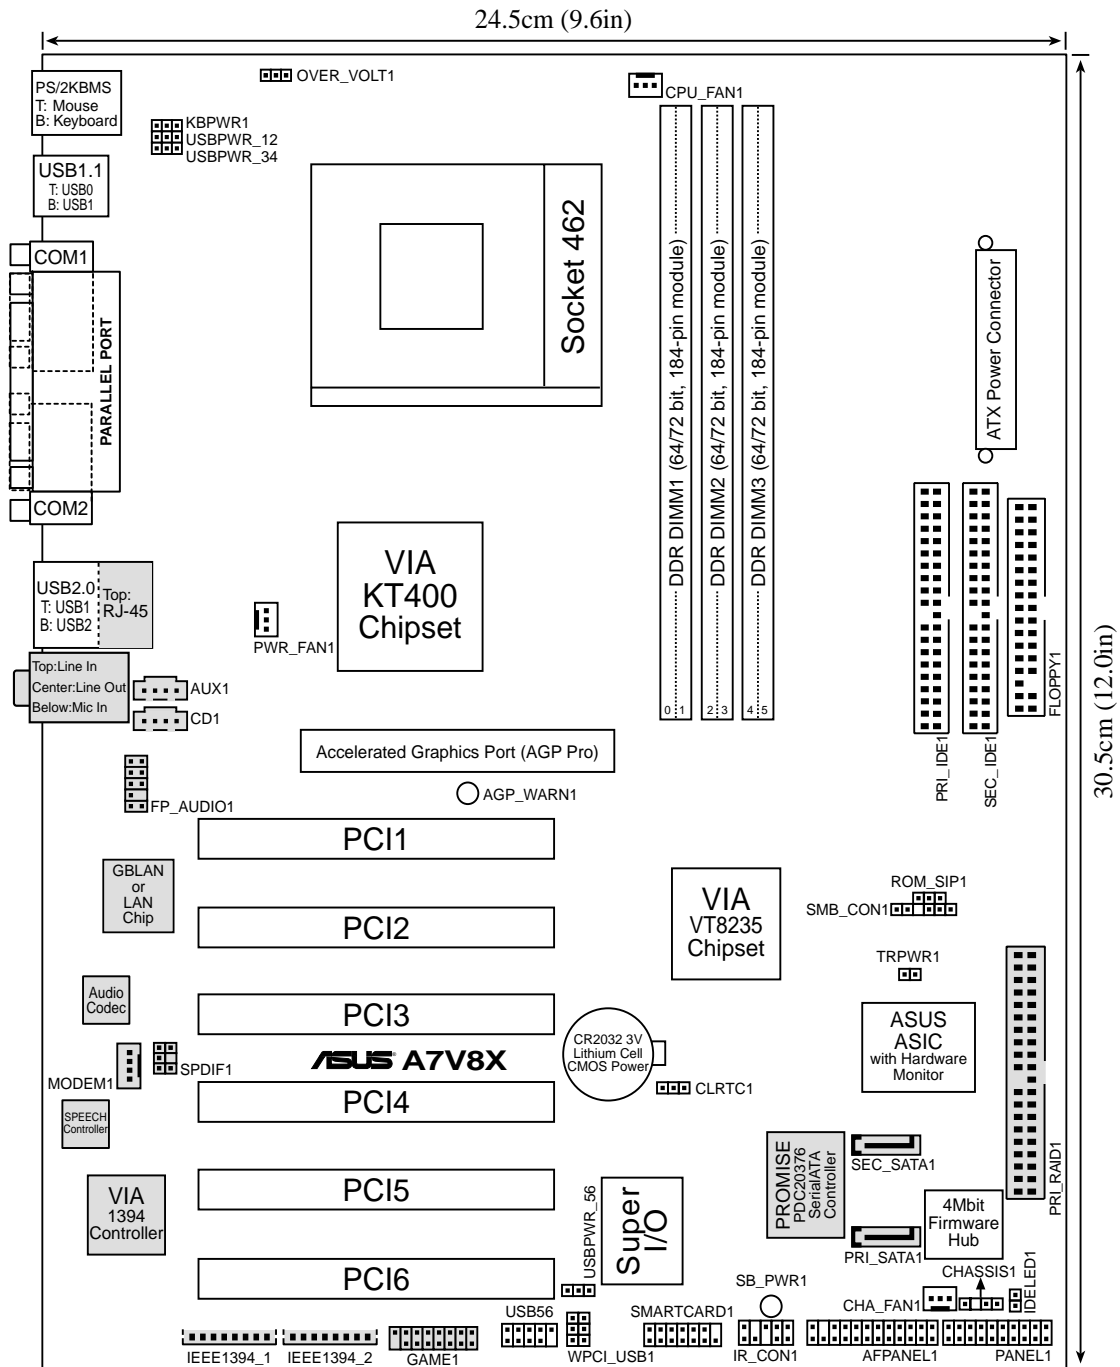 24.5cm (9.6in)
PS/2KBMS
T: Mouse
B: Keyboard
OVER_VOLT1
CPU_FAN1
KBPWR1
USBPWR_12
USBPWR_34
USB1.1
T: USB0
B: USB1
COM1
PARALLEL PORT
COM2
Socket 462
DDR DIMM1 (64/72 bit, 184-pin module)
DDR DIMM2 (64/72 bit, 184-pin module)
DDR DIMM3 (64/72 bit, 184-pin module)
0 1
2 3
4 5
ATX Power Connector
30.5cm (12.0in)
USB2.0
T: USB1
B: USB2
Top:
RJ-45
VIA
KT400
Chipset
PWR_FAN1
Top:Line In
Center:Line Out
Below:Mic In
AUX1
CD1
PRI_IDE1
SEC_IDE1
FLOPPY1
Accelerated Graphics Port (AGP Pro)
AGP_WARN1
FP_AUDIO1
PCI1
GBLAN
or
LAN
Chip
PCI2
VIA
VT8235
Chipset
ROM_SIP1
SMB_CON1
TRPWR1
Audio
Codec
PCI3
CR2032 3V
Lithium Cell
CMOS Power
ASUS
ASIC
with Hardware
Monitor
MODEM1
SPDIF1
ASUS A7V8X
CLRTC1
PCI4
SPEECH
Controller
PROMISE
PDC20376
SerialATA
Controller
SEC_SATA1
PRI_RAID1
VIA
1394
Controller
PCI5
USBPWR_56
Super
I/O
4Mbit
Firmware
Hub
PRI_SATA1
PCI6
SB_PWR1
CHASSIS1
CHA_FAN1
IDELED1
USB56
SMARTCARD1
IEEE1394_1
IEEE1394_2
GAME1
WPCI_USB1
IR_CON1
AFPANEL1
PANEL1